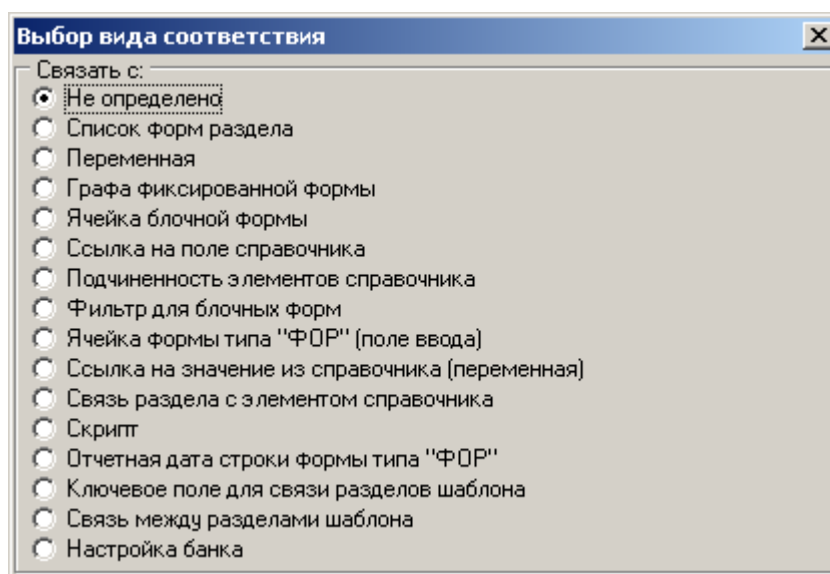 Выбор вида соответствия
Связать с:
Не определено
Список форм раздела
Переменная
Графа фиксированной формы
Ячейка блочной формы
Ссылка на поле справочника
Подчиненность элементов справочника
Фильтр для блочных форм
Ячейка формы типа "ФОР" (поле ввода)
Ссылка на значение из справочника (переменная)
Связь раздела с элементом справочника
Скрипт
Отчетная дата строки формы типа "ФОР"
Ключевое поле для связи разделов шаблона
Связь между разделами шаблона
Настройка банка